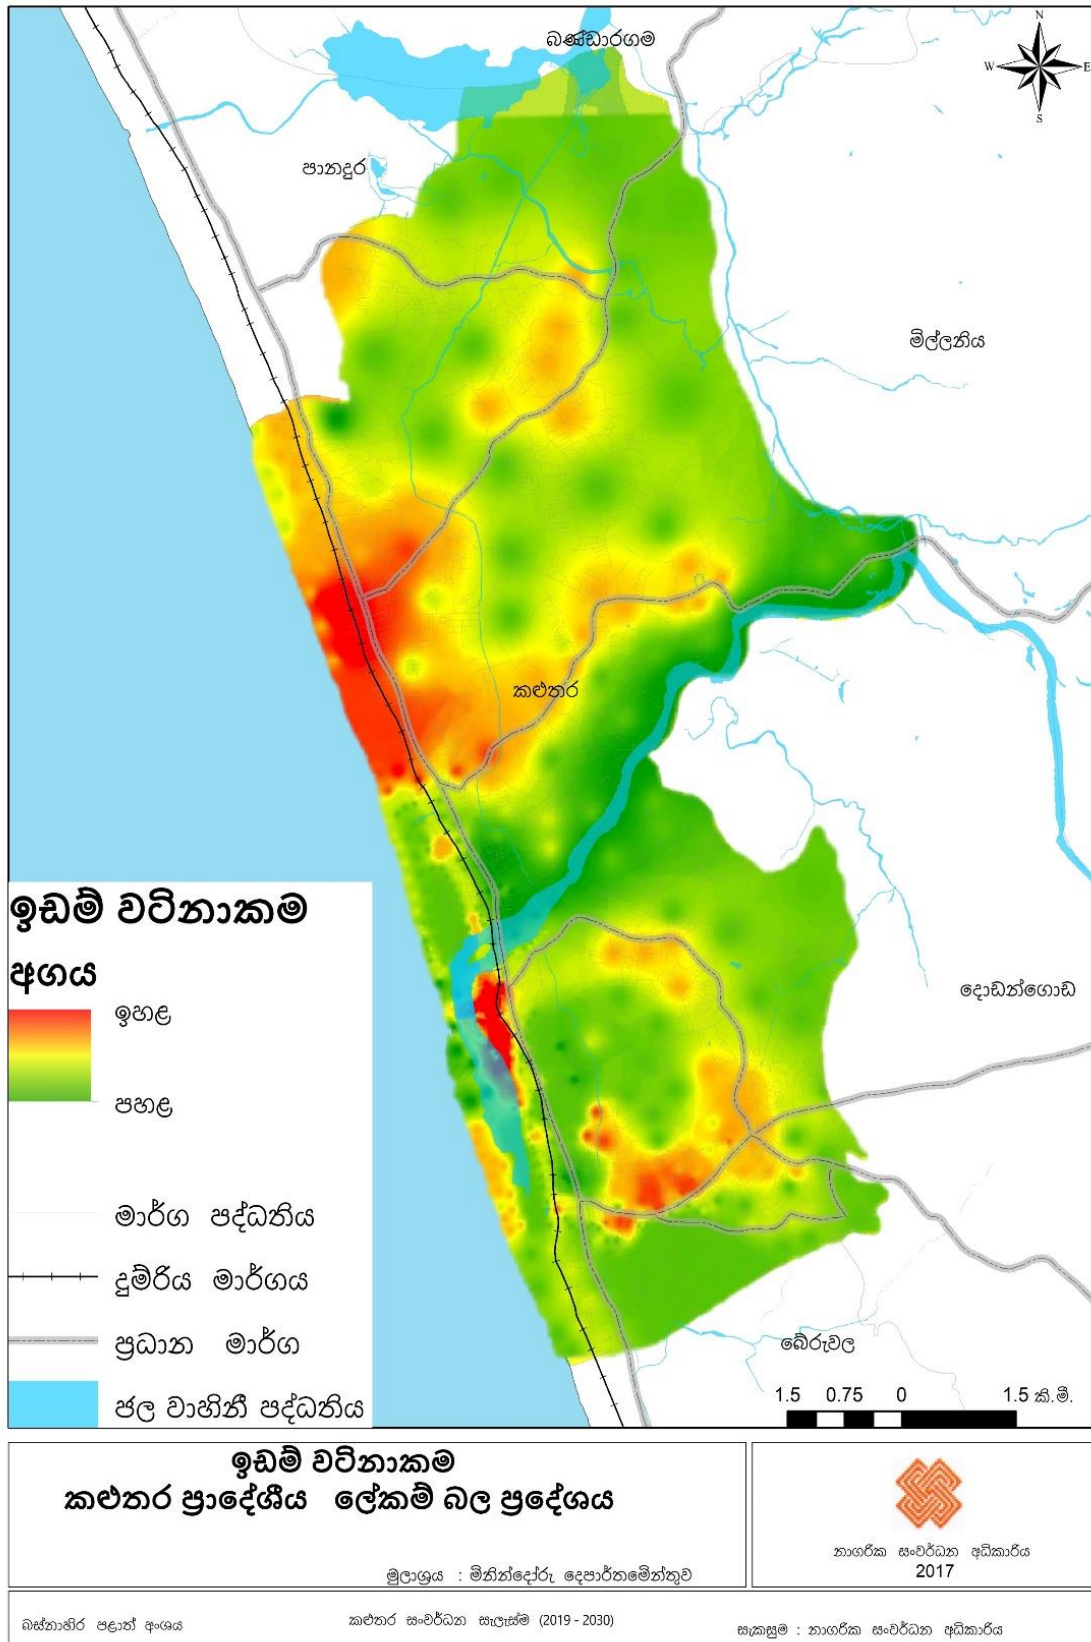 බණ්ඩාරගම
N
W E
S
පානදුර
මිල්ලනිය
කළුතර
ඉඩම් වටිනාකම
අගය
ඉහළ
පහළ
දොඩන්ගොඩ
මාර්ග පද්ධතිය
දුම්රිය මාර්ගය
ප්‍රධාන මාර්ග
ජල වාහිනී පද්ධතිය
බේරුවල
1.5 0.75 0 1.5 කි.මී.
ඉඩම් වටිනාකම
කළුතර ප්‍රාදේශීය ලේකම් බල ප්‍රදේශය
මුලාශ්‍රය : මිනින්දෝරු දෙපාර්තමේන්තුව
නාගරික සංවර්ධන අධිකාරිය
2017
බස්නාහිර පළාත් අංශය
කළුතර සංවර්ධන සැලැස්ම (2019 - 2030)
සැකසුම : නාගරික සංවර්ධන අධිකාරිය